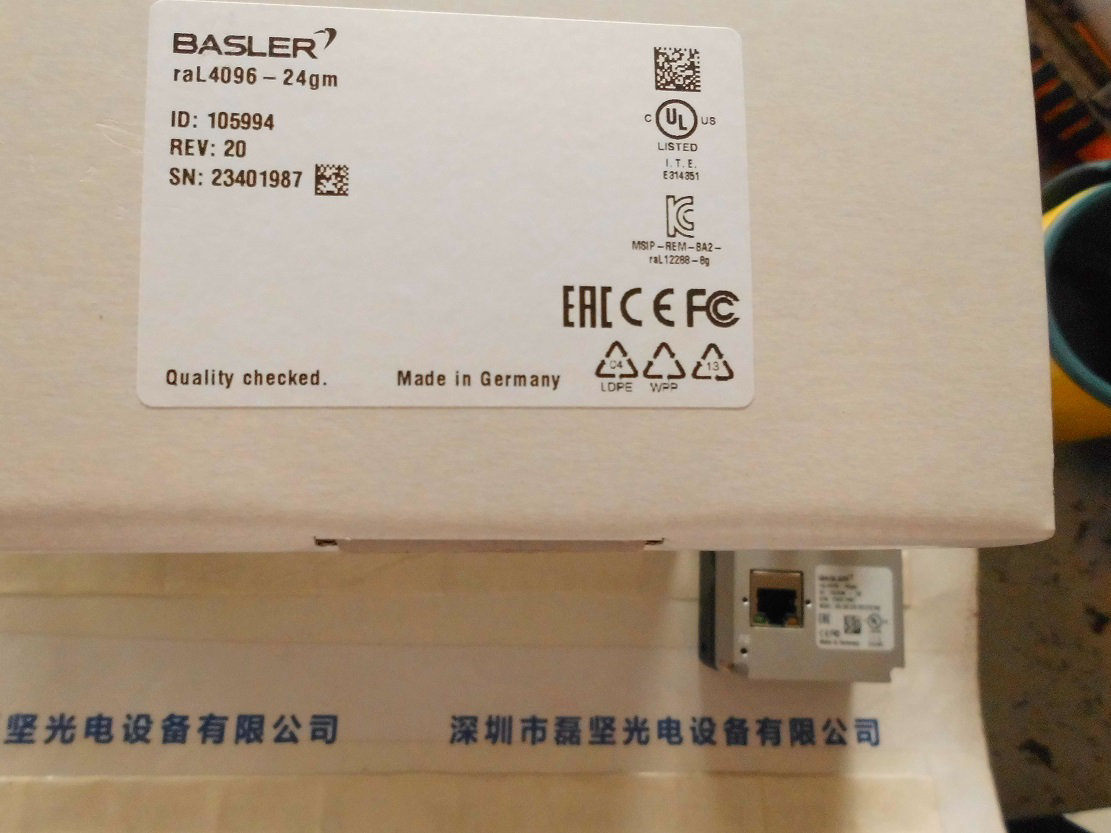 BASLER
raL4096 – 24gm
ID: 105994
REV: 20
SN: 23401987
C UL US
LISTED
I. T. E.
E314351
MSIP – REM – BA2 –
raL12288 – 8g
EAC CE FC
04 13
LDPE WPP
Quality checked. Made in Germany
BASLER
坚光电设备有限公司 深圳市磊坚光电设备有限公司